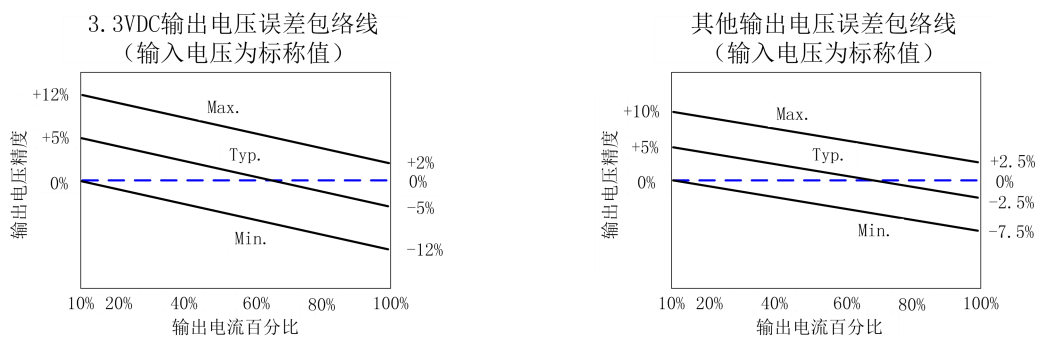 3.3VDC输出电压误差包络线
（输入电压为标称值）
+12%
+5%
0%
输出电压精度
Max.
Typ.
Min.
+2%
0%
-5%
-12%
10% 20% 40% 60% 80% 100%
输出电流百分比
其他输出电压误差包络线
（输入电压为标称值）
+10%
+5%
0%
输出电压精度
Max.
Typ.
Min.
+2.5%
0%
-2.5%
-7.5%
10% 20% 40% 60% 80% 100%
输出电流百分比